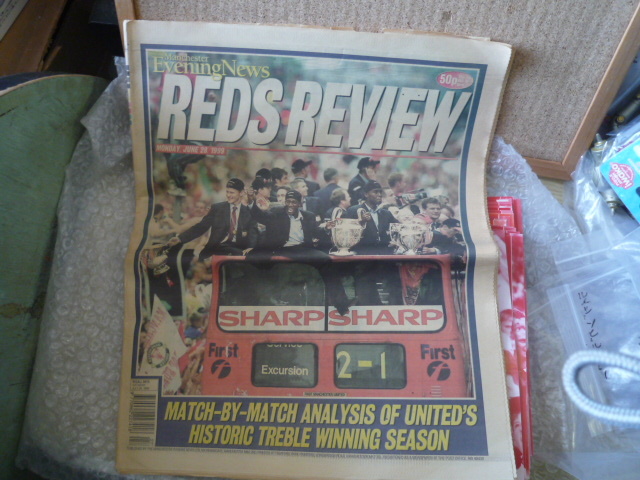 Manchester
Evening News
REDS REVIEW
50p
MONDAY, JUNE 28, 1999
SHARP SHARP
First
Service
Excursion
2-1
First
MATCH-BY-MATCH ANALYSIS OF UNITED'S
HISTORIC TREBLE WINNING SEASON